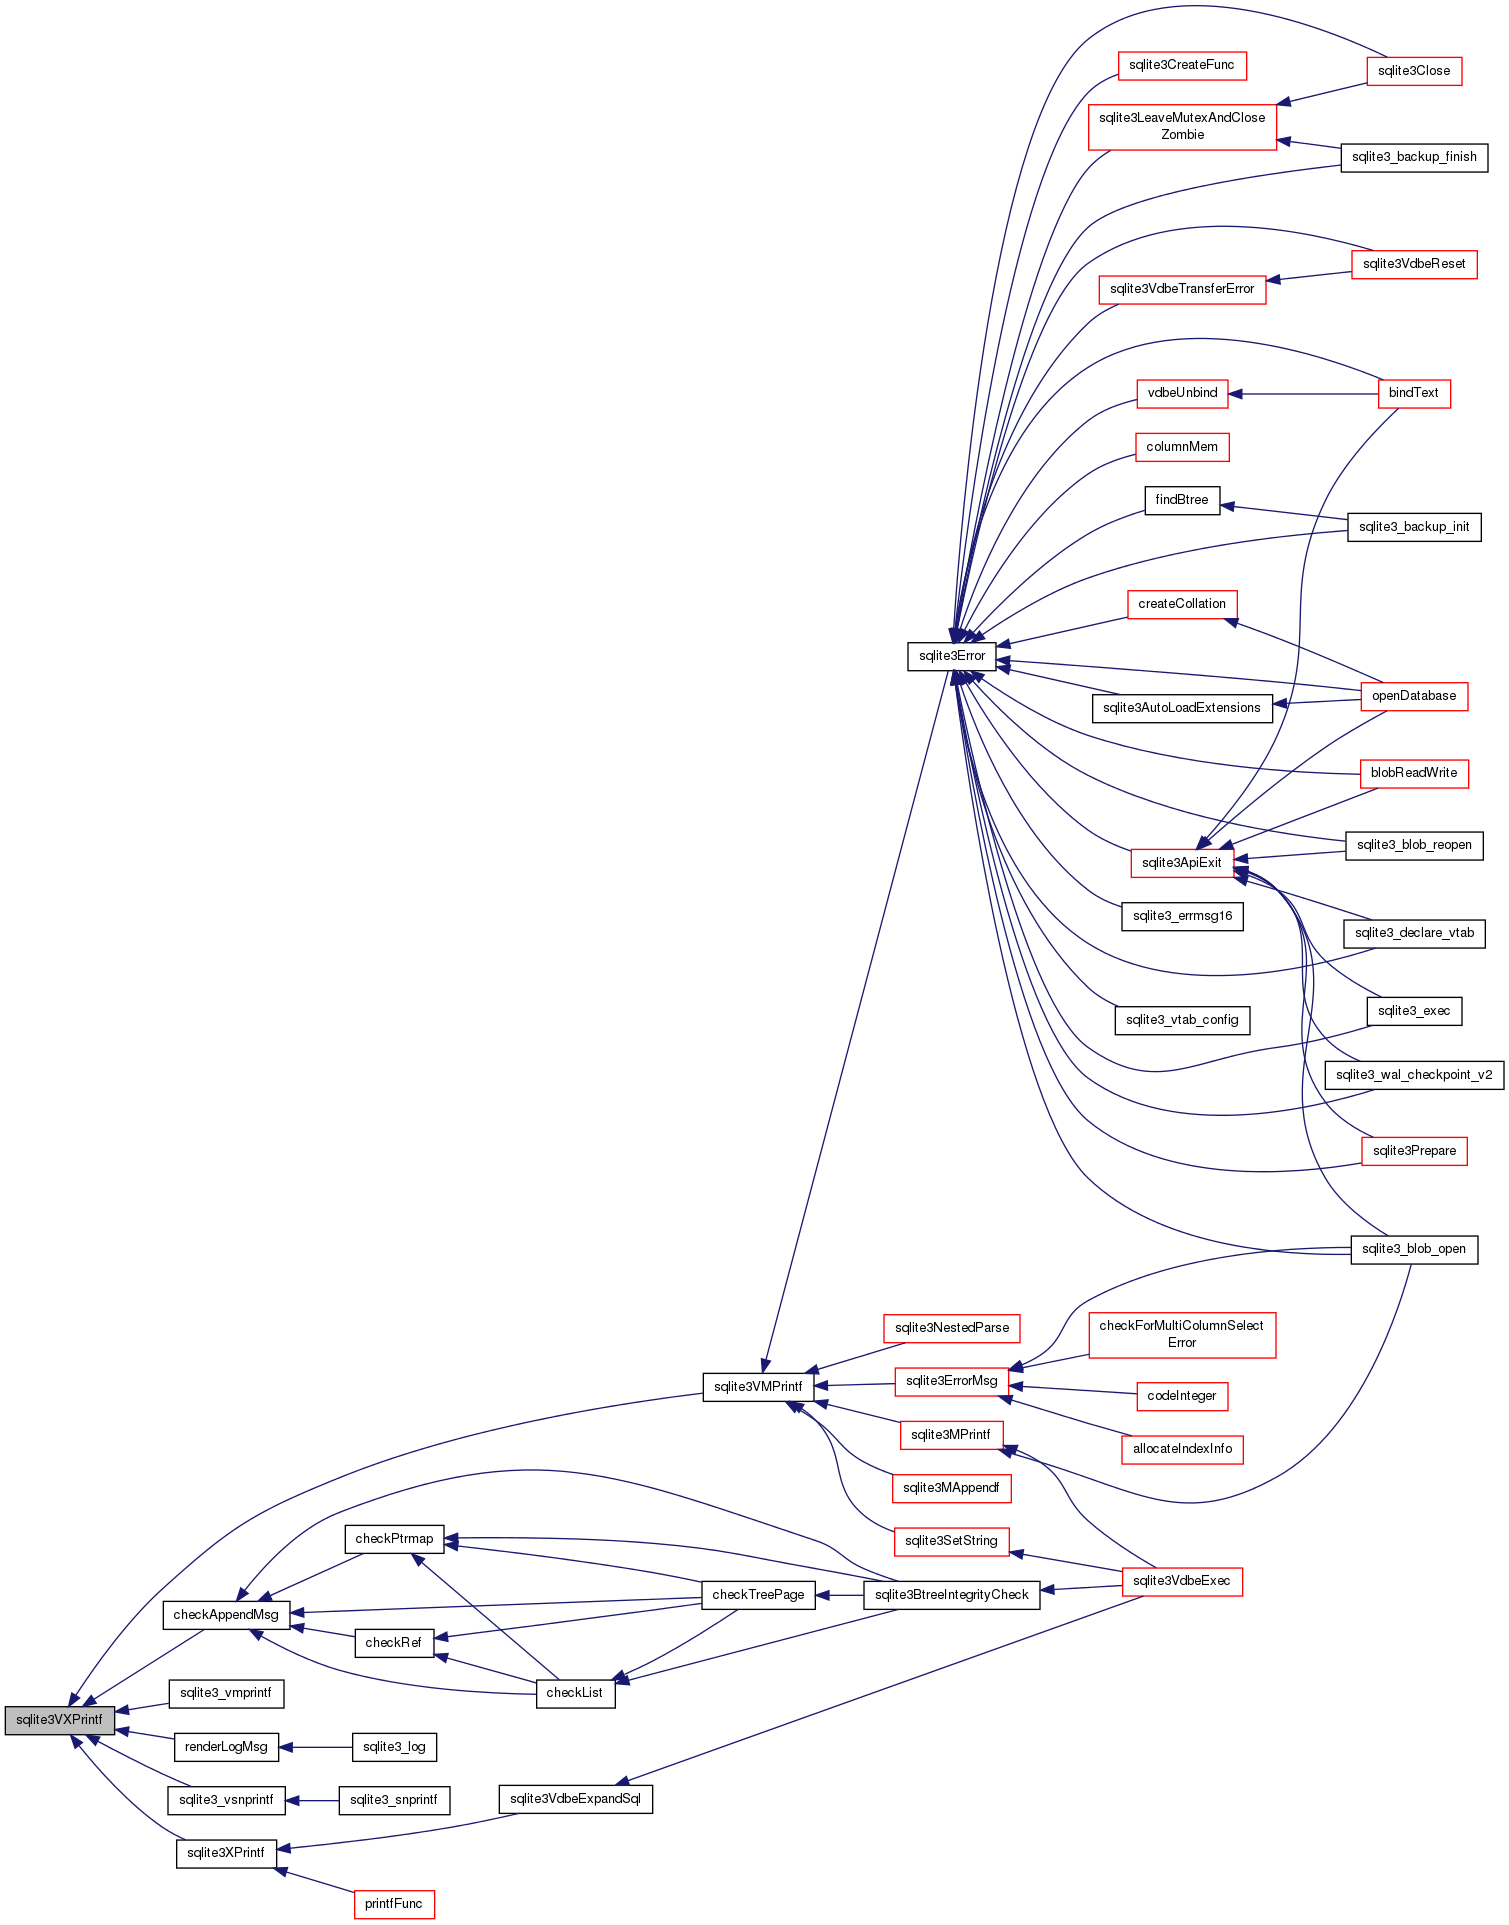 sqlite3Close
sqlite3CreateFunc
sqlite3LeaveMutexAndClose
Zombie
sqlite3_backup_finish
sqlite3VdbeReset
sqlite3VdbeTransferError
vdbeUnbind
bindText
columnMem
findBtree
sqlite3_backup_init
createCollation
sqlite3Error
openDatabase
sqlite3AutoLoadExtensions
blobReadWrite
sqlite3_blob_reopen
sqlite3ApiExit
sqlite3_errmsg16
sqlite3_declare_vtab
sqlite3_exec
sqlite3_vtab_config
sqlite3_wal_checkpoint_v2
sqlite3Prepare
sqlite3_blob_open
sqlite3NestedParse
checkForMultiColumnSelect
Error
sqlite3VMPrintf
sqlite3ErrorMsg
codeInteger
sqlite3MPrintf
allocateIndexInfo
sqlite3MAppendf
checkPtrmap
sqlite3SetString
sqlite3VdbeExec
checkTreePage
sqlite3BtreeIntegrityCheck
checkAppendMsg
checkRef
checkList
sqlite3_vmprintf
sqlite3VXPrintf
renderLogMsg
sqlite3_log
sqlite3_vsnprintf
sqlite3_snprintf
sqlite3VdbeExpandSql
sqlite3XPrintf
printfFunc